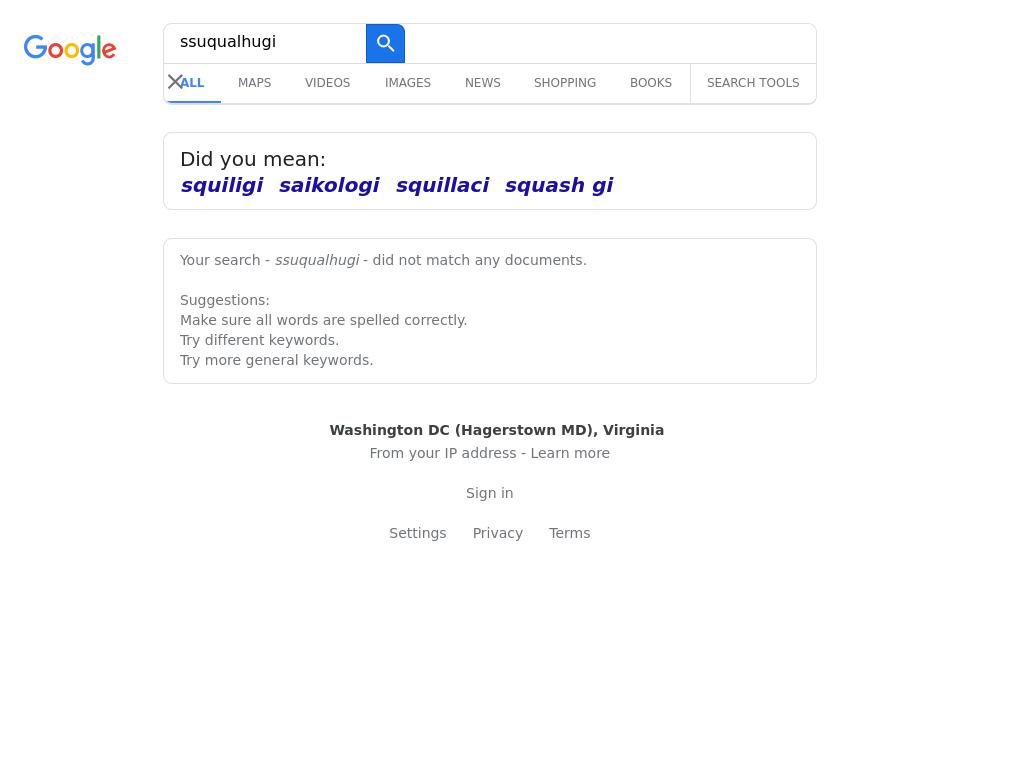 Google
ssuqualhugi
ALL MAPS VIDEOS IMAGES NEWS SHOPPING BOOKS SEARCH TOOLS
Did you mean:
squiligi saikologi squillaci squash gi
Your search - ssuqualhugi - did not match any documents.
Suggestions:
Make sure all words are spelled correctly.
Try different keywords.
Try more general keywords.
Washington DC (Hagerstown MD), Virginia
From your IP address - Learn more
Sign in
Settings Privacy Terms